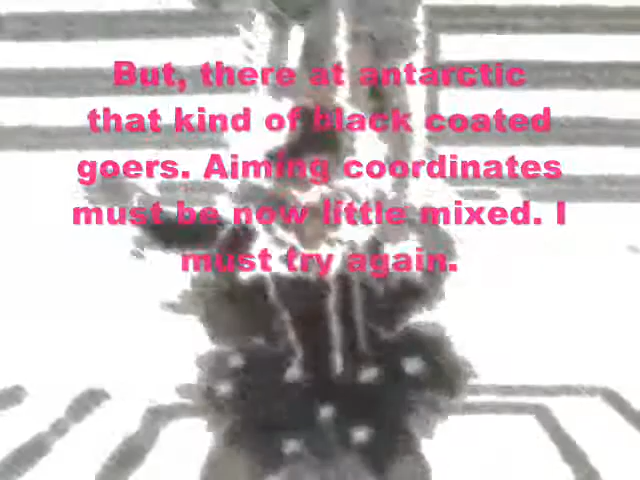 But, there at antarctic
that kind of black coated
goers. Aiming coordinates
must be now little mixed. I
must try again.